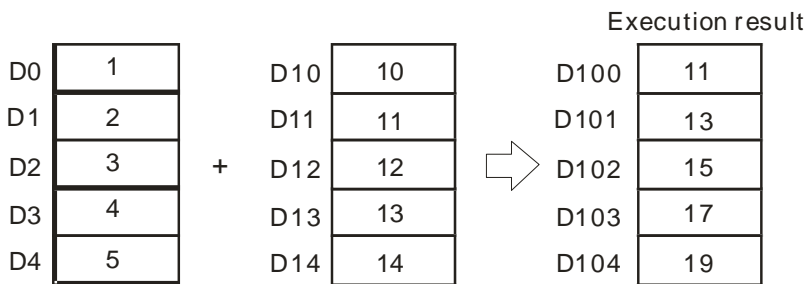 Execution result
D0 1 D10 10 D100 11
D1 2 D11 11 D101 13
D2 3 + D12 12 D102 15
D3 4 D13 13 D103 17
D4 5 D14 14 D104 19